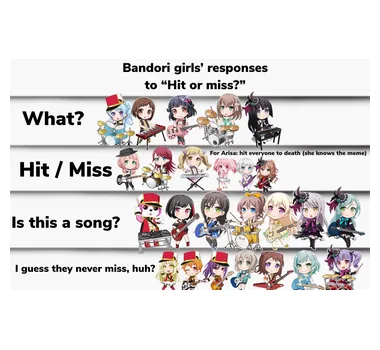 Bandori girls’ responses
to “Hit or miss?”
What?
For Arisa: hit everyone to death (she knows the meme)
Hit / Miss
Is this a song?
I guess they never miss, huh?